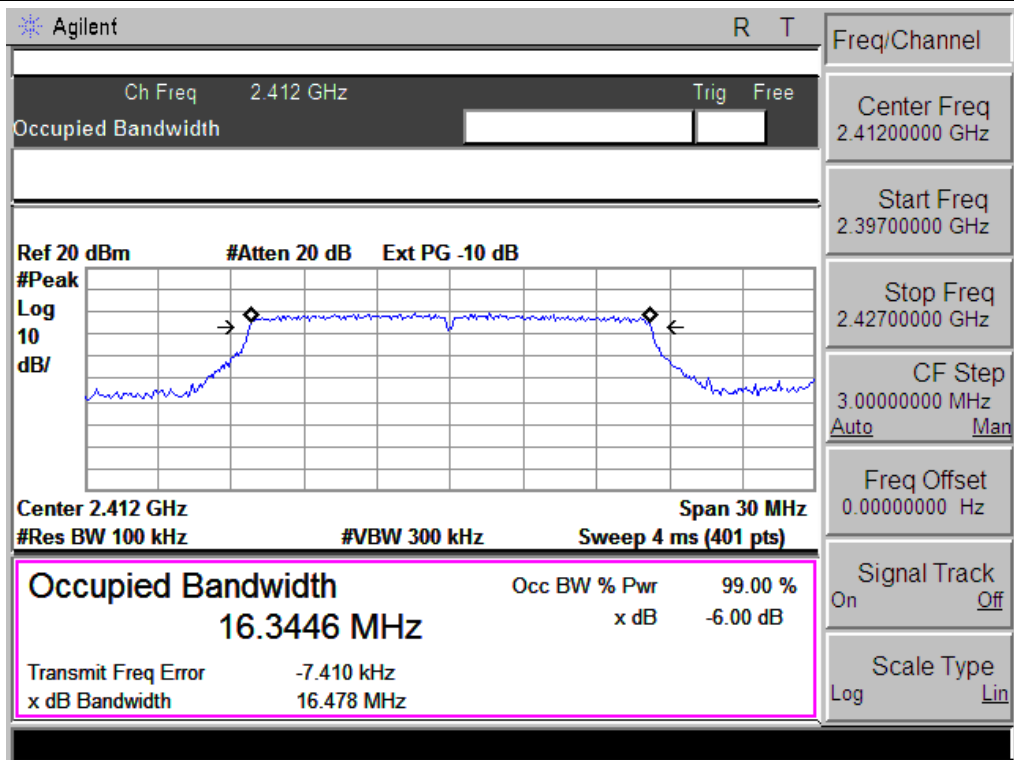 Agilent R T
Freq/Channel
Ch Freq 2.412 GHz Trig Free
Occupied Bandwidth
Center Freq
2.41200000 GHz
Start Freq
2.39700000 GHz
Stop Freq
2.42700000 GHz
CF Step
3.00000000 MHz
Auto Man
Freq Offset
0.00000000 Hz
Signal Track
On Off
Scale Type
Log Lin
Ref 20 dBm #Atten 20 dB Ext PG -10 dB
#Peak
Log
10
dB/
Center 2.412 GHz Span 30 MHz
#Res BW 100 kHz #VBW 300 kHz Sweep 4 ms (401 pts)
Occupied Bandwidth Occ BW % Pwr 99.00 %
16.3446 MHz x dB -6.00 dB
Transmit Freq Error -7.410 kHz
x dB Bandwidth 16.478 MHz